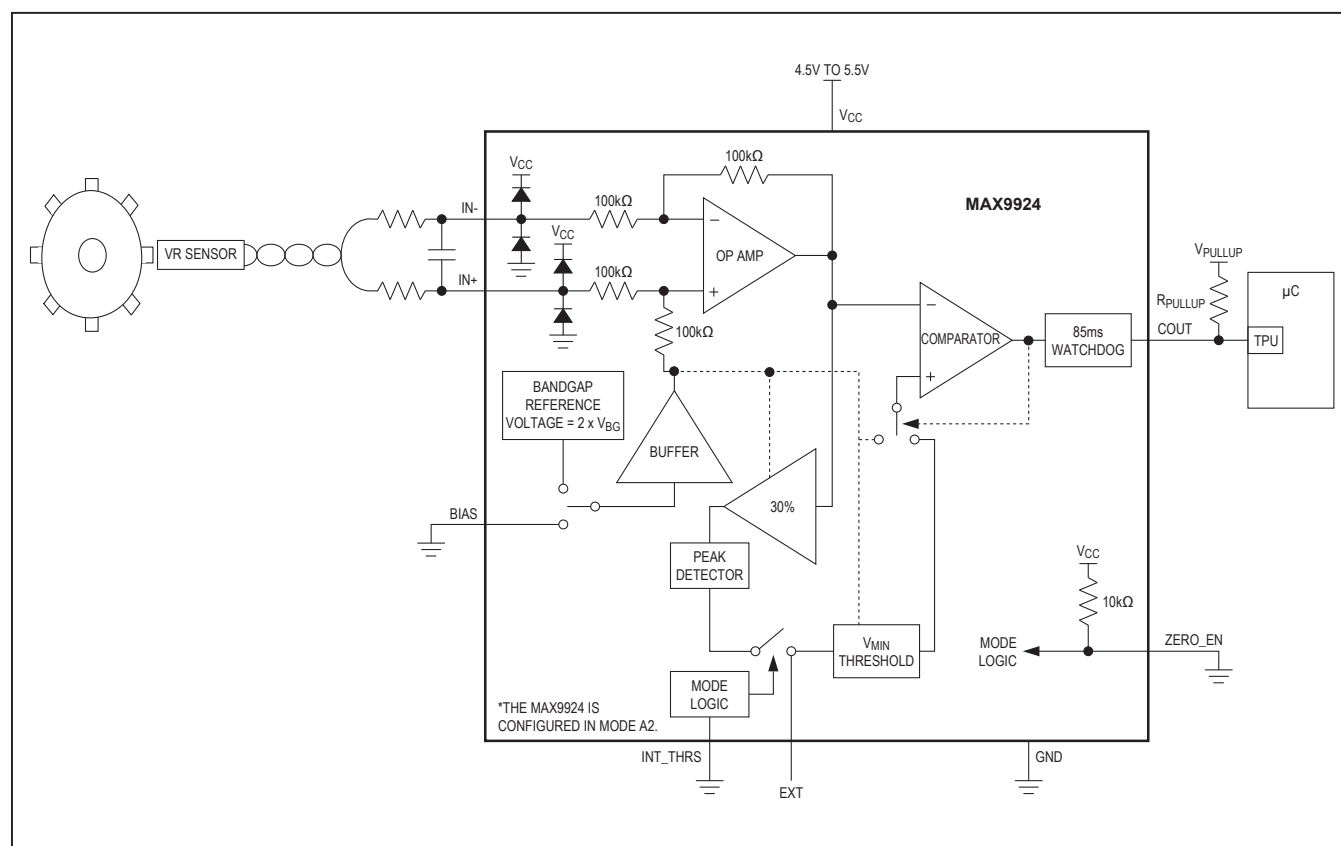 4.5V TO 5.5V
VCC
VCC
100kΩ
MAX9924
100kΩ
IN-
−
OP AMP
VR SENSOR
VCC
VPULLUP
IN+
100kΩ
+
RPULLUP
µC
100kΩ
−
COMPARATOR
+
85ms
WATCHDOG
COUT
TPU
BANDGAP
REFERENCE
VOLTAGE = 2 x VBG
BUFFER
30%
BIAS
PEAK
DETECTOR
VCC
10kΩ
VMIN
THRESHOLD
MODE
LOGIC
ZERO_EN
MODE
LOGIC
*THE MAX9924 IS
CONFIGURED IN MODE A2.
INT_THRS
EXT
GND